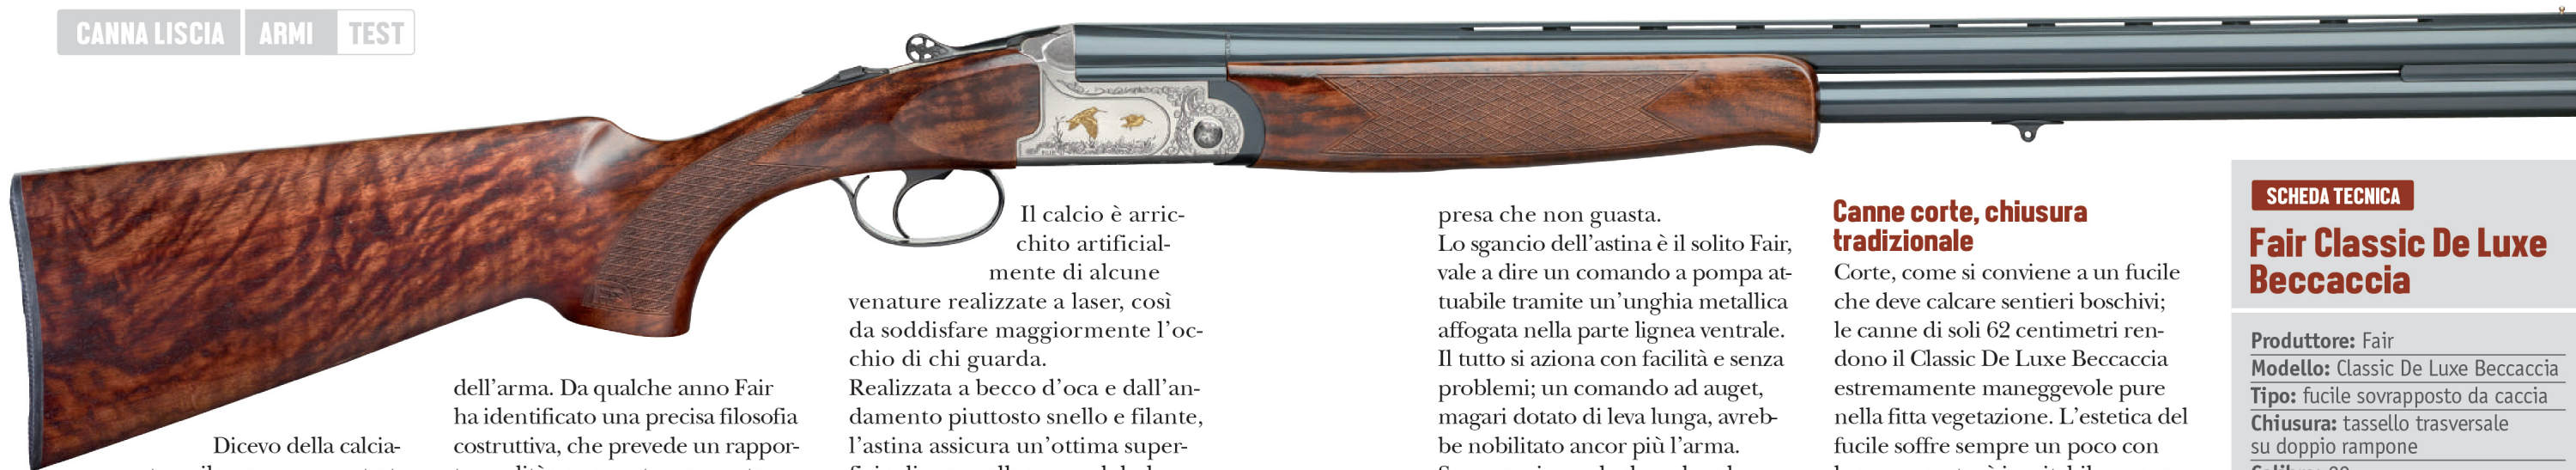 CANNA LISCIA ARMI TEST
Dicevo della calcia-
dell'arma. Da qualche anno Fair
ha identificato una precisa filosofia
costruttiva, che prevede un rappor-
Il calcio è arric-
chito artificial-
mente di alcune
venature realizzate a laser, così
da soddisfare maggiormente l'oc-
chio di chi guarda.
Realizzata a becco d'oca e dall'an-
damento piuttosto snello e filante,
l'astina assicura un'ottima super-
presa che non guasta.
Lo sgancio dell'astina è il solito Fair,
vale a dire un comando a pompa at-
tuabile tramite un'unghia metallica
affogata nella parte lignea ventrale.
Il tutto si aziona con facilità e senza
problemi; un comando ad auget,
magari dotato di leva lunga, avreb-
be nobilitato ancor più l'arma.
Canne corte, chiusura
tradizionale
Corte, come si conviene a un fucile
che deve calcare sentieri boschivi;
le canne di soli 62 centimetri ren-
dono il Classic De Luxe Beccaccia
estremamente maneggevole pure
nella fitta vegetazione. L'estetica del
fucile soffre sempre un poco con
SCHEDA TECNICA
Fair Classic De Luxe
Beccaccia
Produttore: Fair
Modello: Classic De Luxe Beccaccia
Tipo: fucile sovrapposto da caccia
Chiusura: tassello trasversale
su doppio rampone